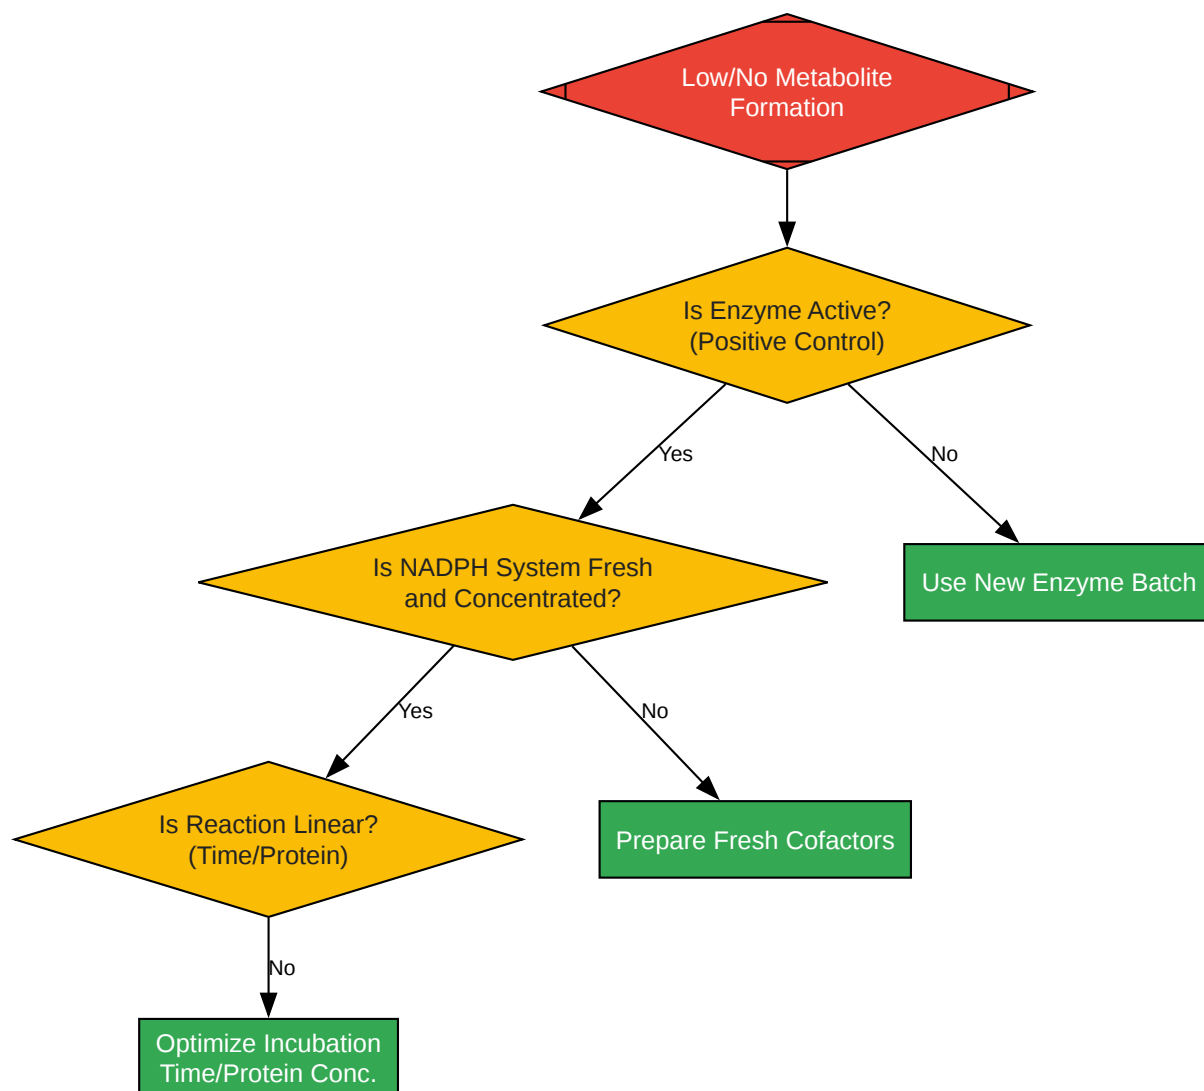 Low/No Metabolite
Formation
Is Enzyme Active?
(Positive Control)
Yes
No
Is NADPH System Fresh
and Concentrated?
Use New Enzyme Batch
Yes
No
Is Reaction Linear?
(Time/Protein)
Prepare Fresh Cofactors
No
Optimize Incubation
Time/Protein Conc.